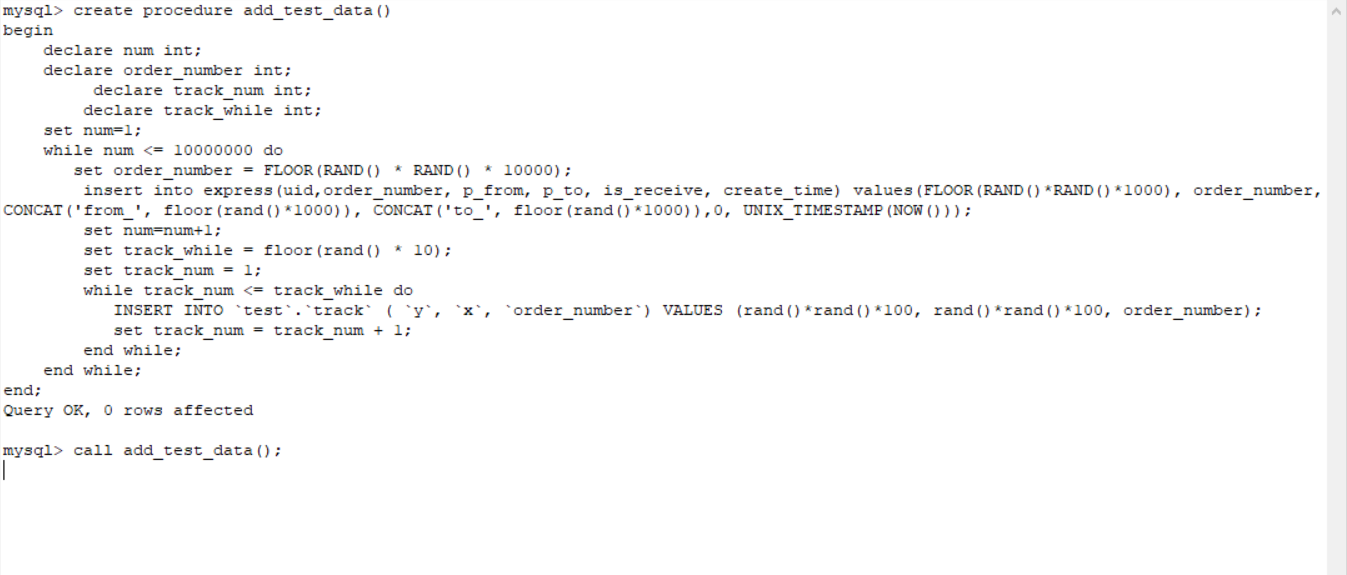 mysql> create procedure add_test_data()
begin
    declare num int;
    declare order_number int;
         declare track_num int;
        declare track_while int;
    set num=1;
    while num <= 10000000 do
       set order_number = FLOOR(RAND() * RAND() * 10000);
        insert into express(uid,order_number, p_from, p_to, is_receive, create_time) values(FLOOR(RAND()*RAND()*1000), order_number,
CONCAT('from_', floor(rand()*1000)), CONCAT('to_', floor(rand()*1000)),0, UNIX_TIMESTAMP(NOW()));
        set num=num+1;
        set track_while = floor(rand() * 10);
        set track_num = 1;
        while track_num <= track_while do
           INSERT INTO `test`.`track` ( `y`, `x`, `order_number`) VALUES (rand()*rand()*100, rand()*rand()*100, order_number);
           set track_num = track_num + 1;
        end while;
    end while;
end;
Query OK, 0 rows affected

mysql> call add_test_data();